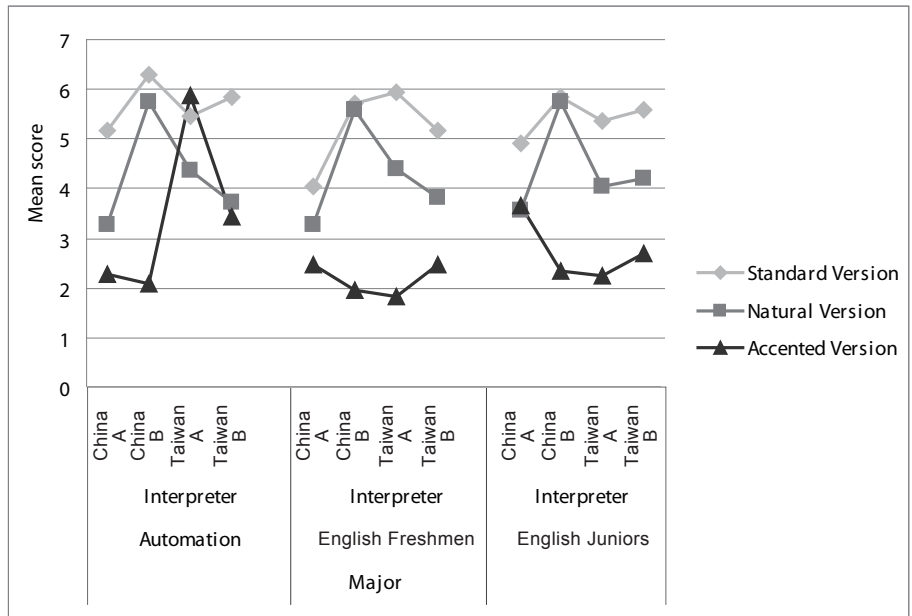 7
6
5
4
3
2
1
0
Mean score
Standard Version
Natural Version
Accented Version
China
A
China
B
Taiwan
A
Taiwan
B
China
A
China
B
Taiwan
A
Taiwan
B
China
A
China
B
Taiwan
A
Taiwan
B
Interpreter
Interpreter
Interpreter
Automation
English Freshmen
English Juniors
Major